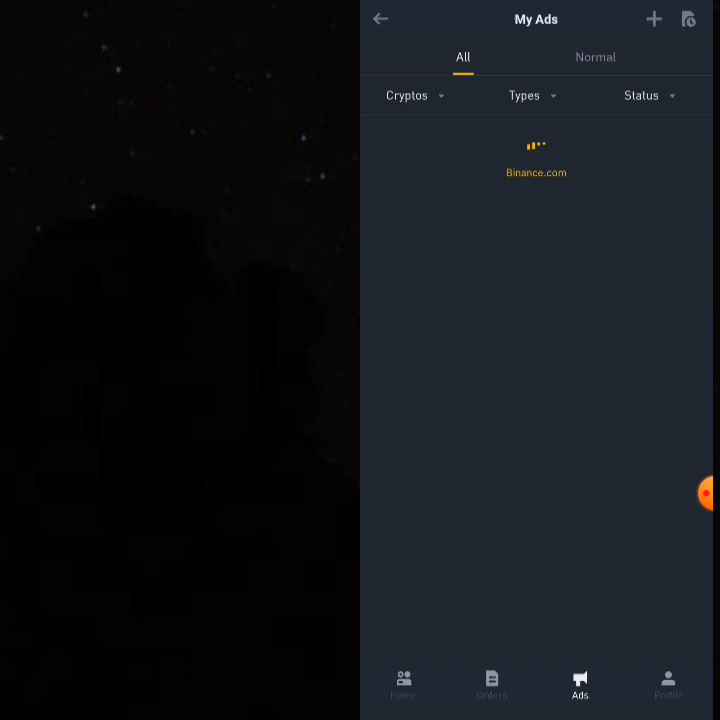 My Ads
All Normal
Cryptos Types Status
Binance.com
Home Orders Ads Profile